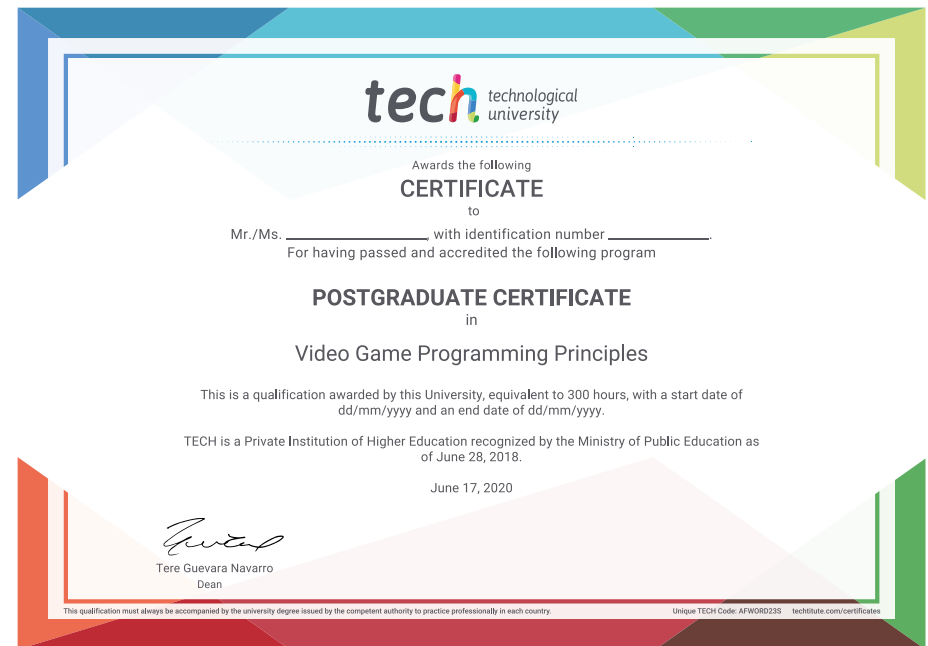 tech technological
university
Awards the following
CERTIFICATE
to
Mr./Ms. ____________________, with identification number ______________.
For having passed and accredited the following program
POSTGRADUATE CERTIFICATE
in
Video Game Programming Principles
This is a qualification awarded by this University, equivalent to 300 hours, with a start date of
dd/mm/yyyy and an end date of dd/mm/yyyy.
TECH is a Private Institution of Higher Education recognized by the Ministry of Public Education as
of June 28, 2018.
June 17, 2020
Tere Guevara Navarro
Dean
This qualification must always be accompanied by the university degree issued by the competent authority to practice professionally in each country. Unique TECH Code: AFWORD23S techtitute.com/certificates